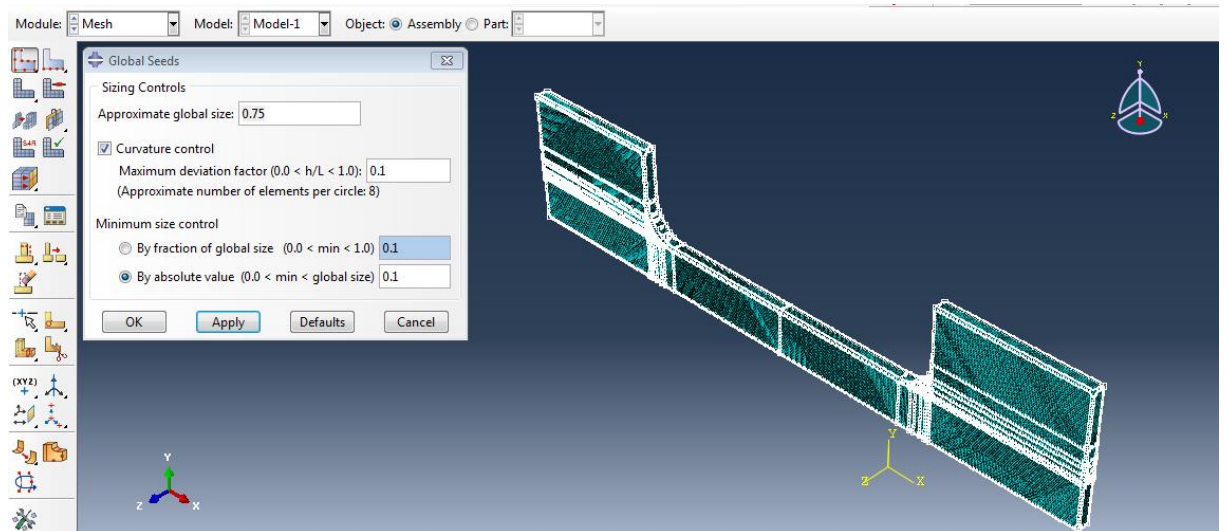 Module: Mesh Model: Model-1 Object: Assembly Part:
Global Seeds
Sizing Controls
Approximate global size: 0.75
Curvature control
Maximum deviation factor (0.0 < h/L < 1.0): 0.1
(Approximate number of elements per circle: 8)
Minimum size control
By fraction of global size (0.0 < min < 1.0) 0.1
By absolute value (0.0 < min < global size) 0.1
OK Apply Defaults Cancel
S4R
(XYZ)
Y
Z X
Y
Z X
Y
Z X